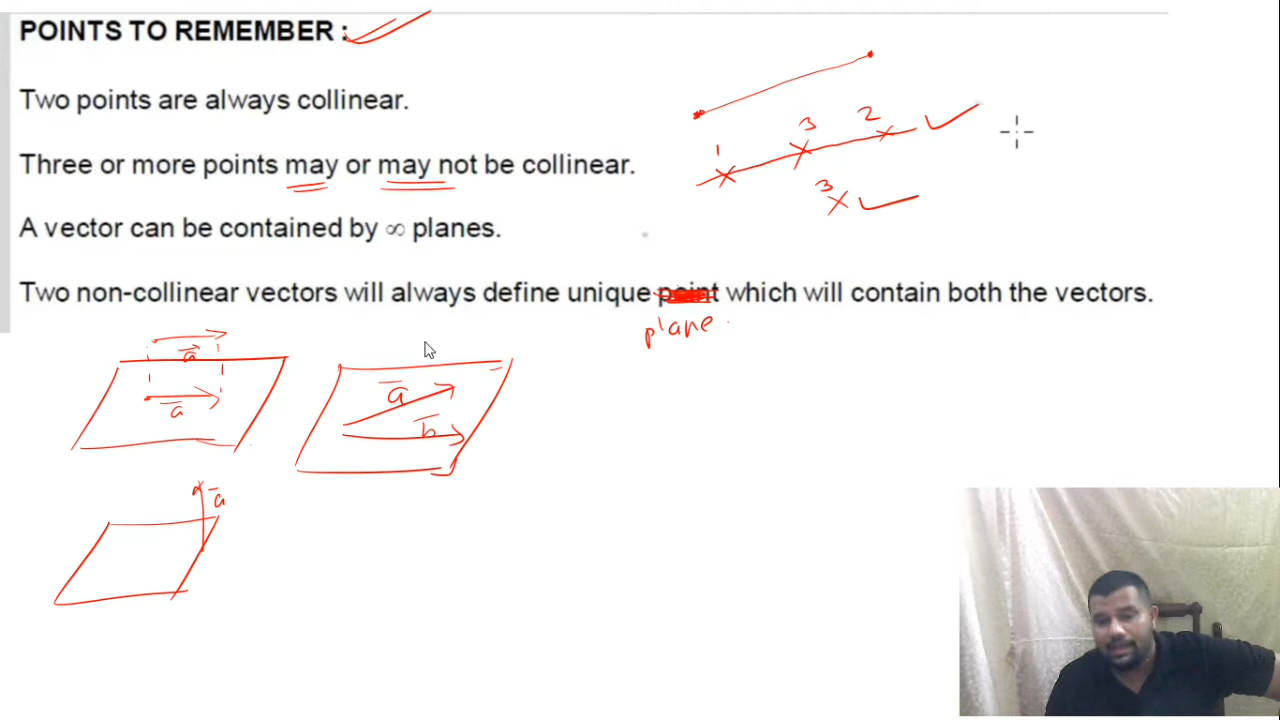 POINTS TO REMEMBER :
Two points are always collinear.
1 3 2
Three or more points may or may not be collinear.
3
A vector can be contained by ∞ planes.
Two non-collinear vectors will always define unique point which will contain both the vectors.
plane.
a⃗
a̅
a̅
b̅
a̅